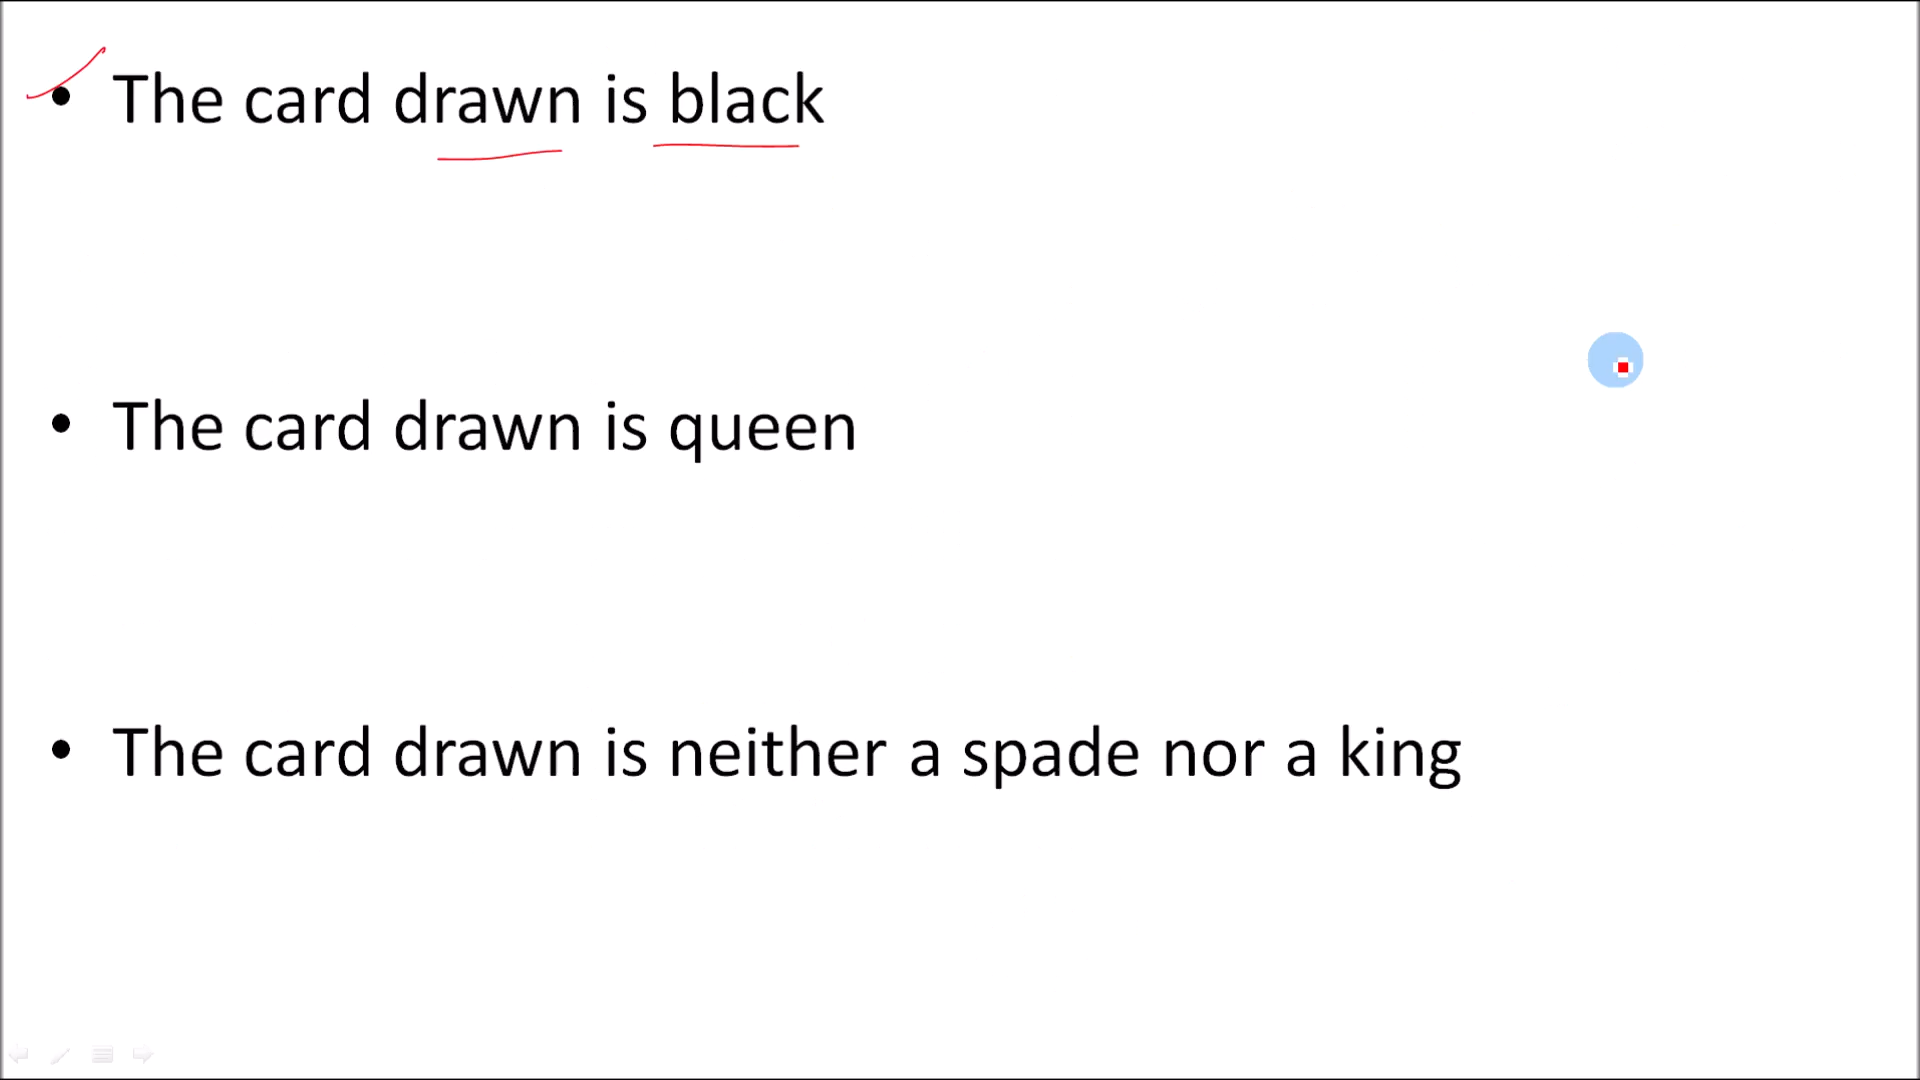 • The card drawn is black
• The card drawn is queen
• The card drawn is neither a spade nor a king